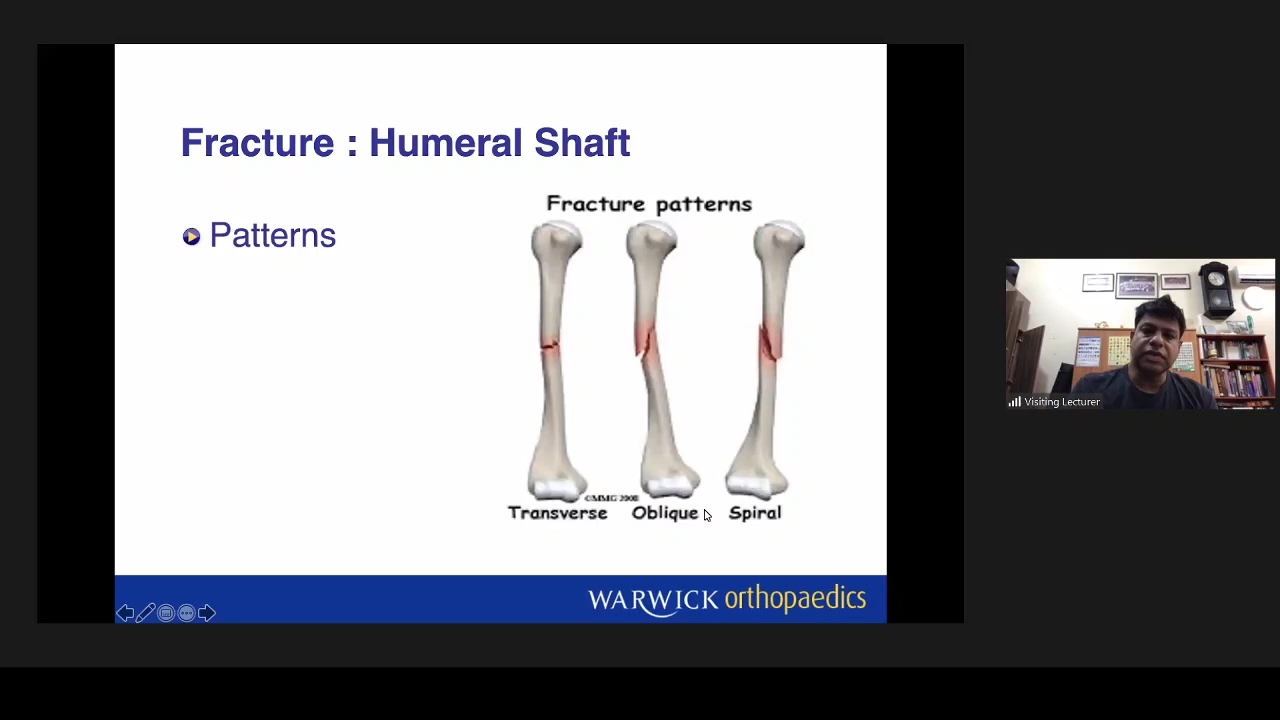 Fracture : Humeral Shaft
Patterns
Fracture patterns
©MMG 2008
Transverse Oblique Spiral
WARWICK orthopaedics
Visiting Lecturer